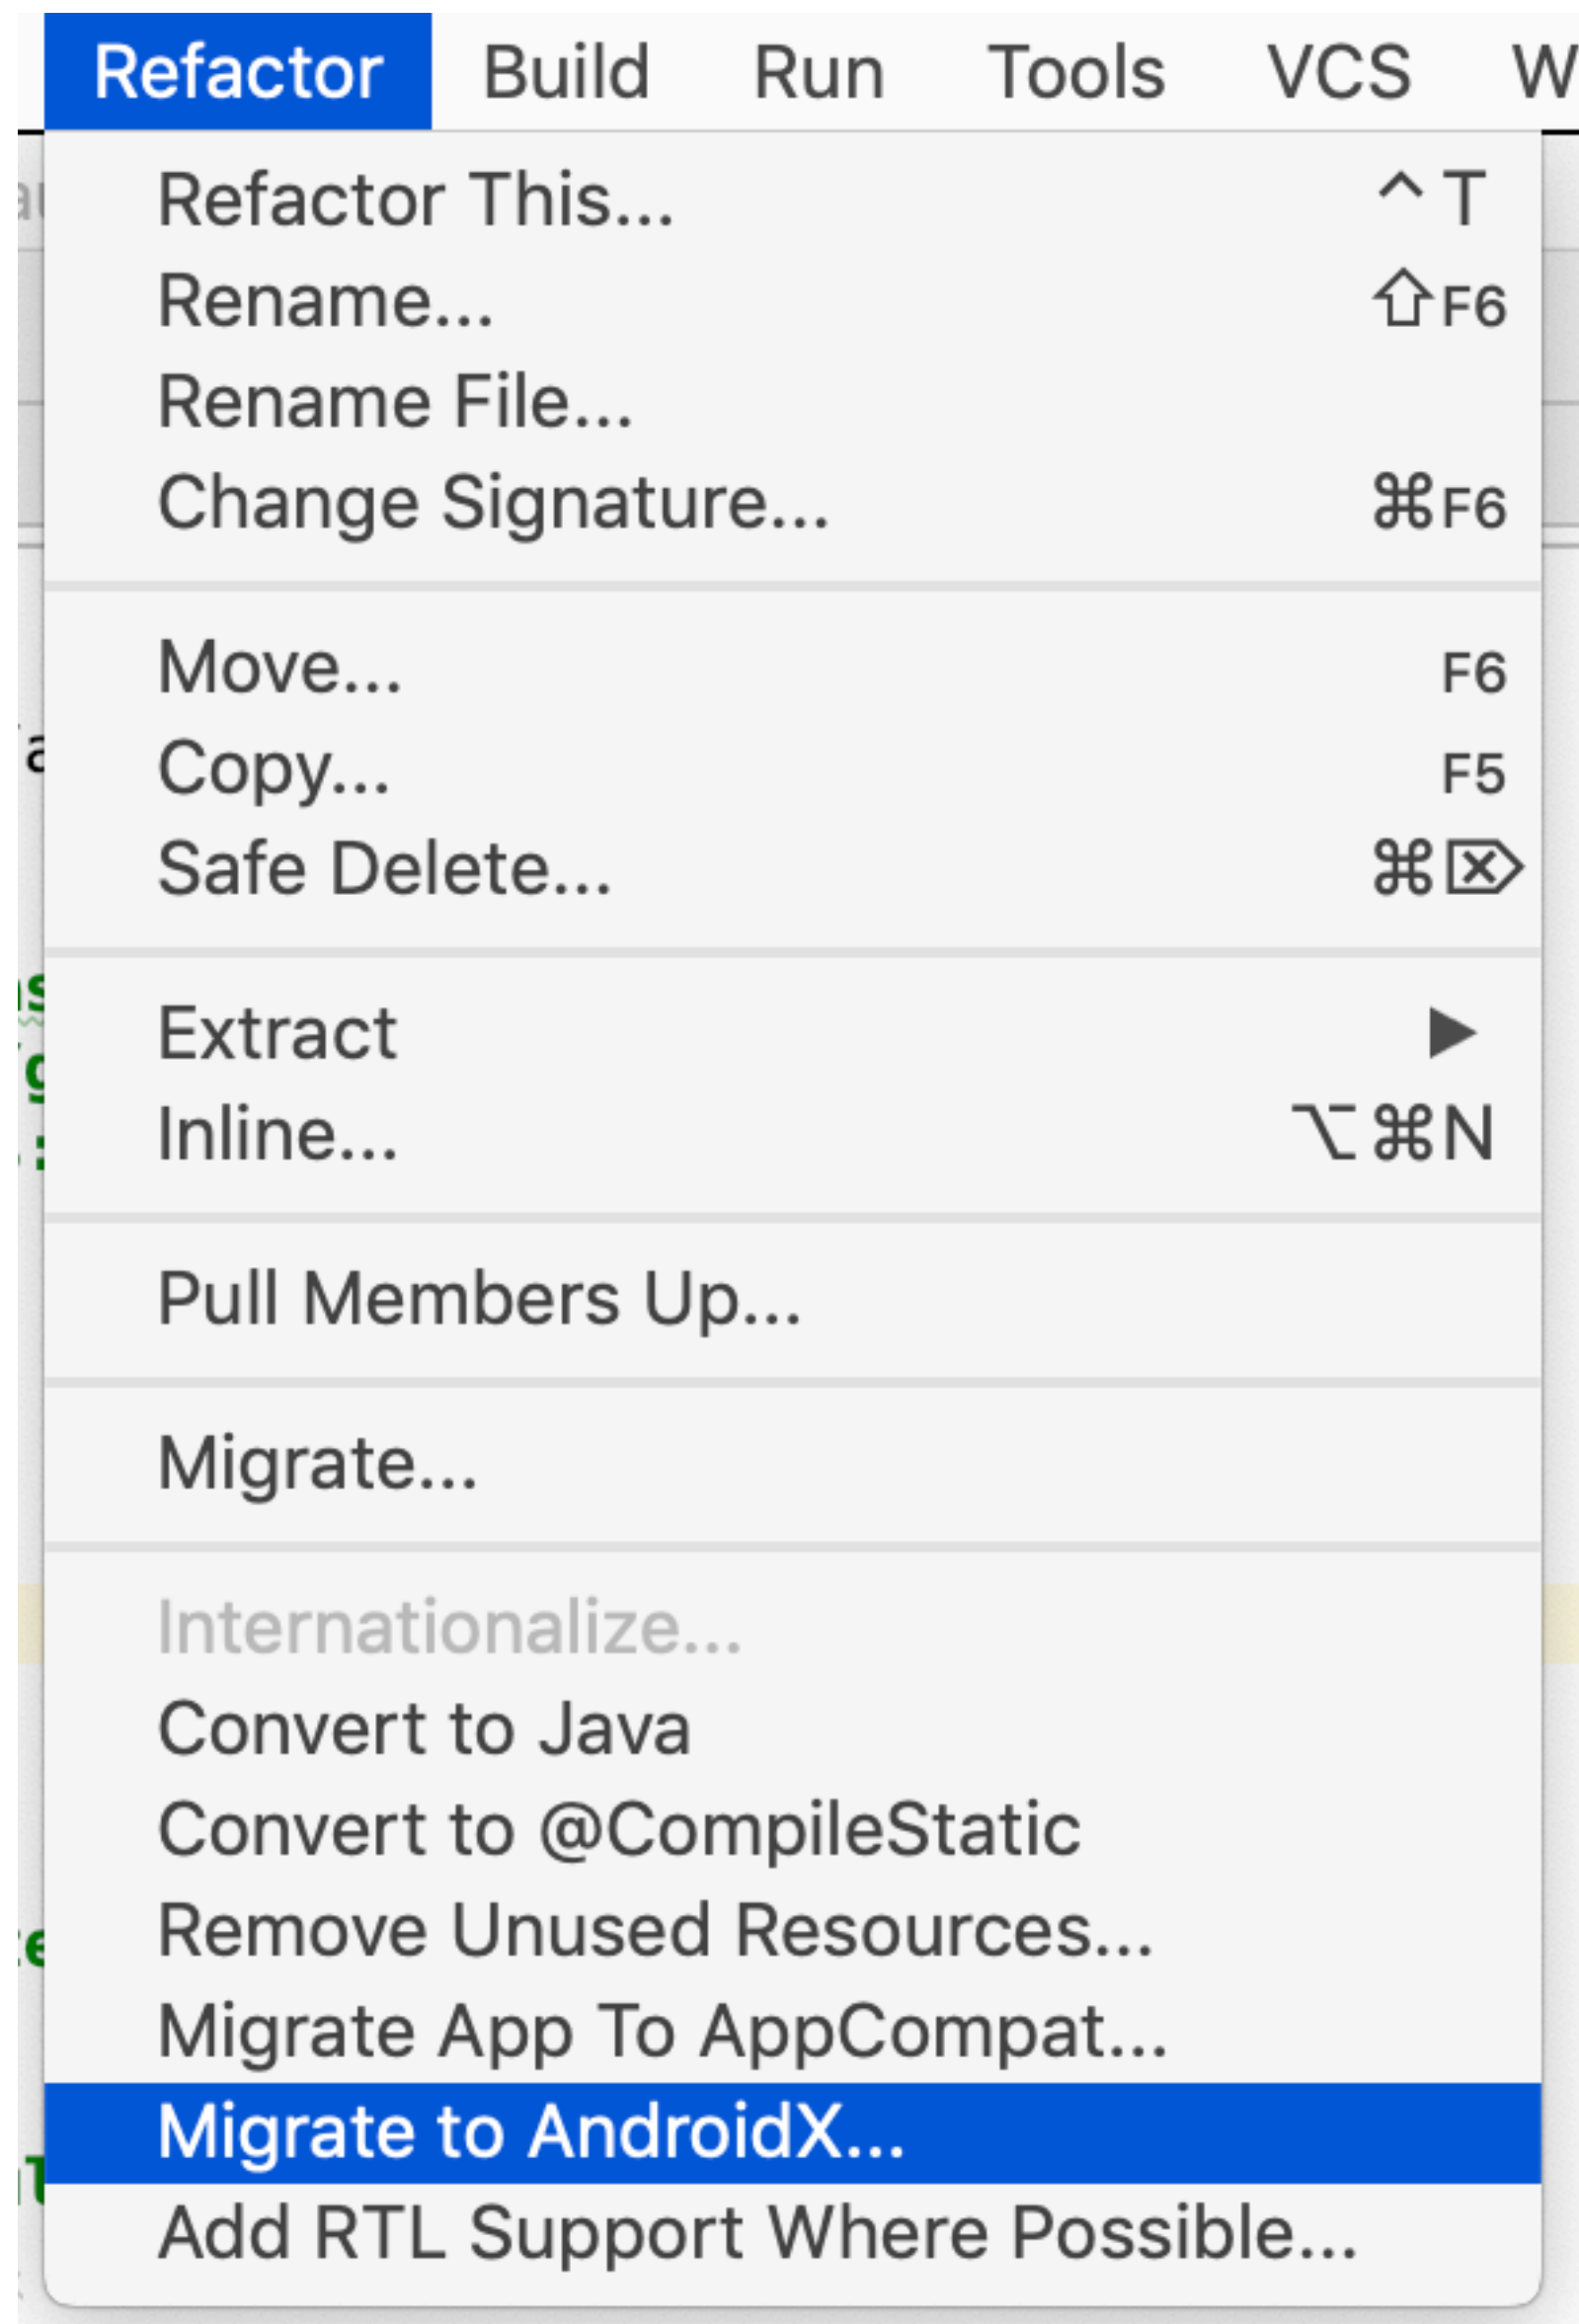 Refactor Build Run Tools VCS
Refactor This... ^ T
Rename... ⇧F6
Rename File...
Change Signature... ⌘F6
Move... F6
Copy... F5
Safe Delete... ⌘⌦
Extract ▶
Inline... ⌥⌘N
Pull Members Up...
Migrate...
Internationalize...
Convert to Java
Convert to @CompileStatic
Remove Unused Resources...
Migrate App To AppCompat...
Migrate to AndroidX...
Add RTL Support Where Possible...